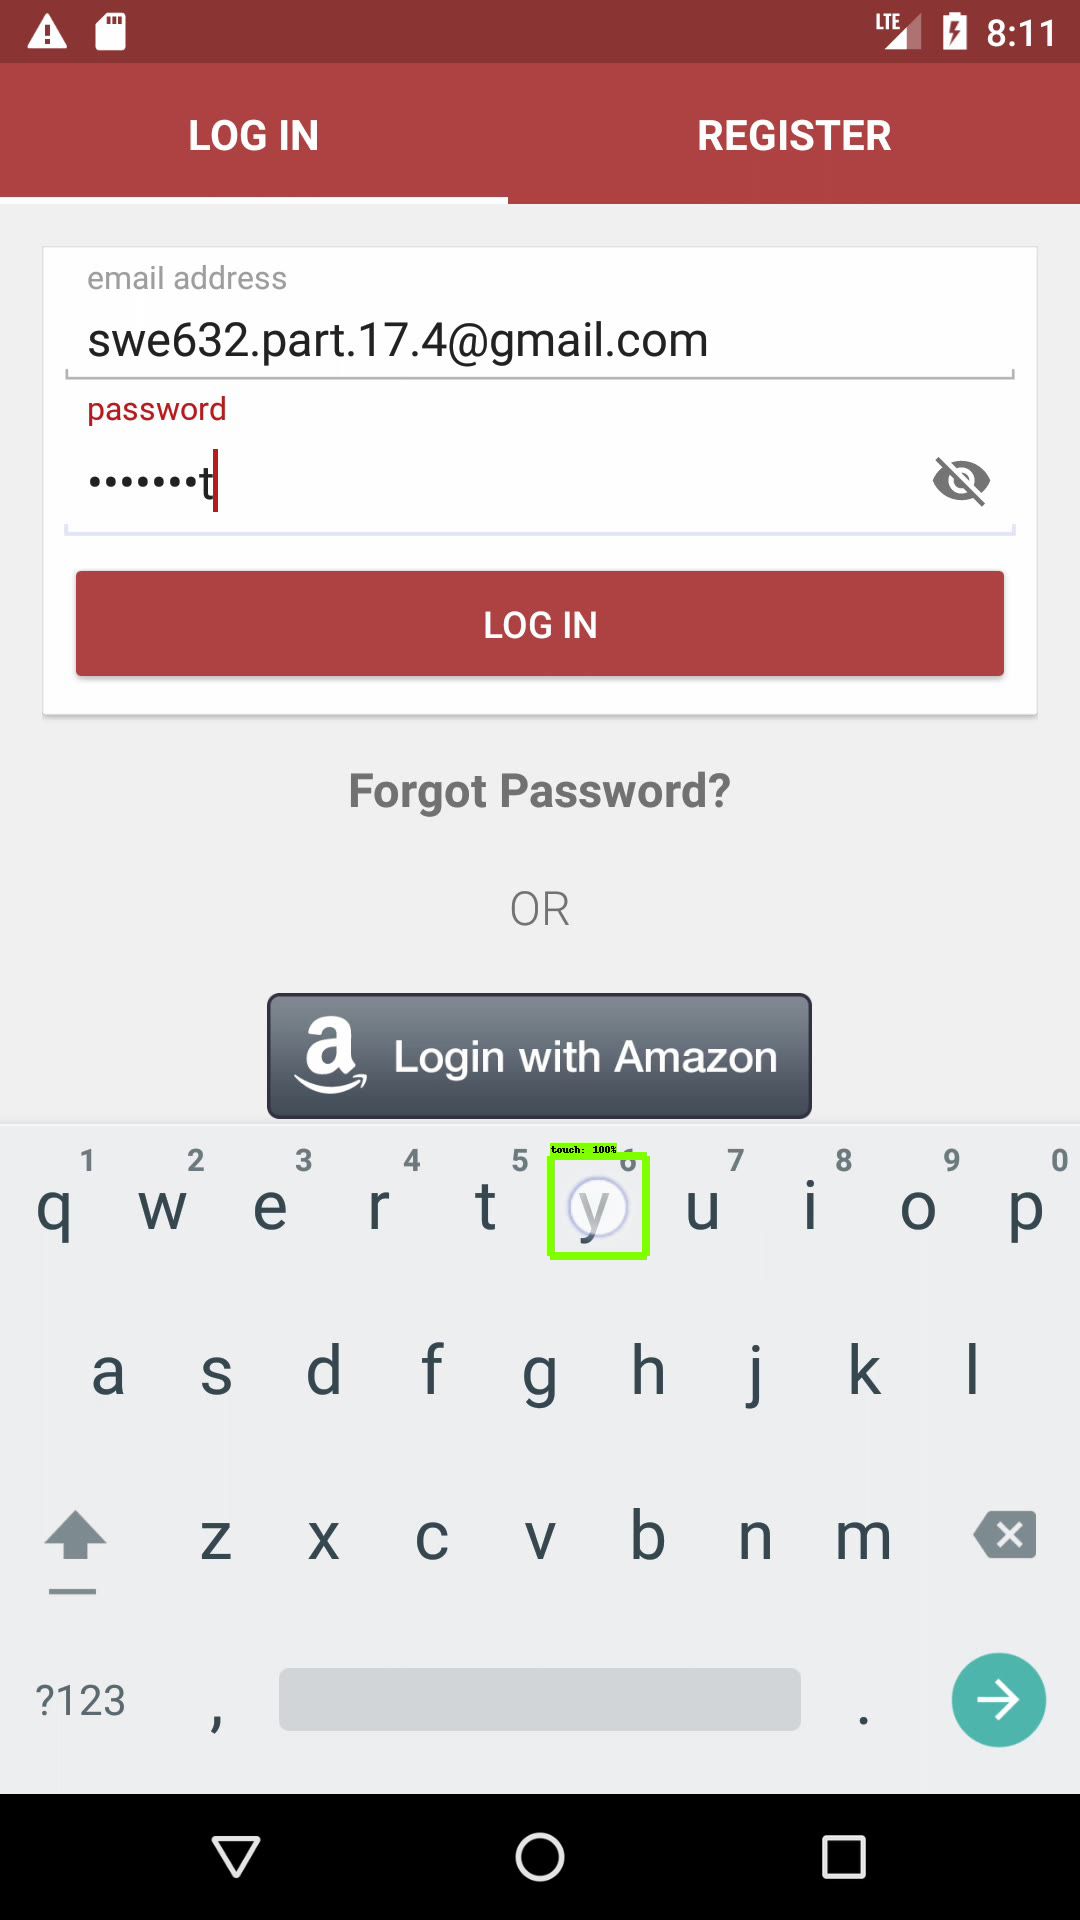 LTE 8:11
LOG IN REGISTER
email address
swe632.part.17.4@gmail.com
password
•••••••t
LOG IN
Forgot Password?
OR
a Login with Amazon
touch: 100%
1 2 3 4 5 6 7 8 9 0
q w e r t y u i o p
a s d f g h j k l
z x c v b n m
?123 , .